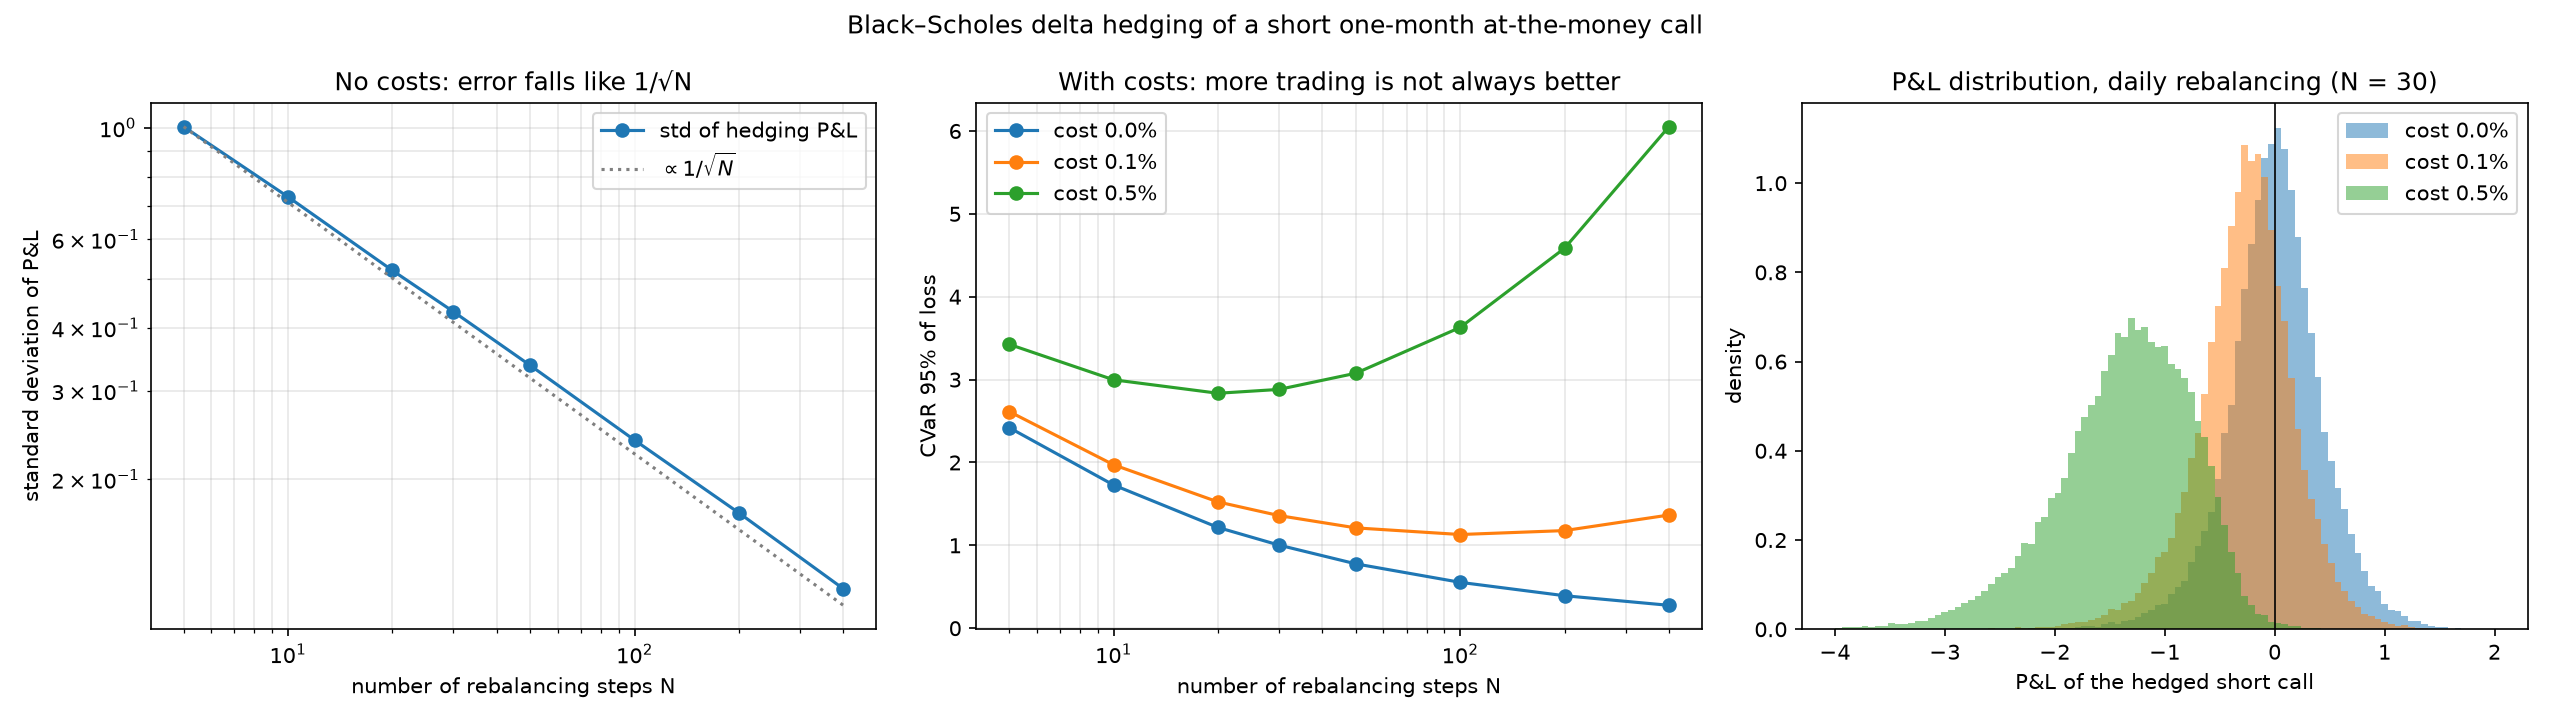 Black–Scholes delta hedging of a short one-month at-the-money call
No costs: error falls like 1/√N
std of hedging P&L
∝ 1/√N
10⁰
6 × 10⁻¹
4 × 10⁻¹
3 × 10⁻¹
2 × 10⁻¹
standard deviation of P&L
10¹
10²
number of rebalancing steps N
With costs: more trading is not always better
cost 0.0%
cost 0.1%
cost 0.5%
6
5
4
3
2
1
0
CVaR 95% of loss
10¹
10²
number of rebalancing steps N
P&L distribution, daily rebalancing (N = 30)
cost 0.0%
cost 0.1%
cost 0.5%
1.0
0.8
0.6
0.4
0.2
0.0
density
−4
−3
−2
−1
0
1
2
P&L of the hedged short call